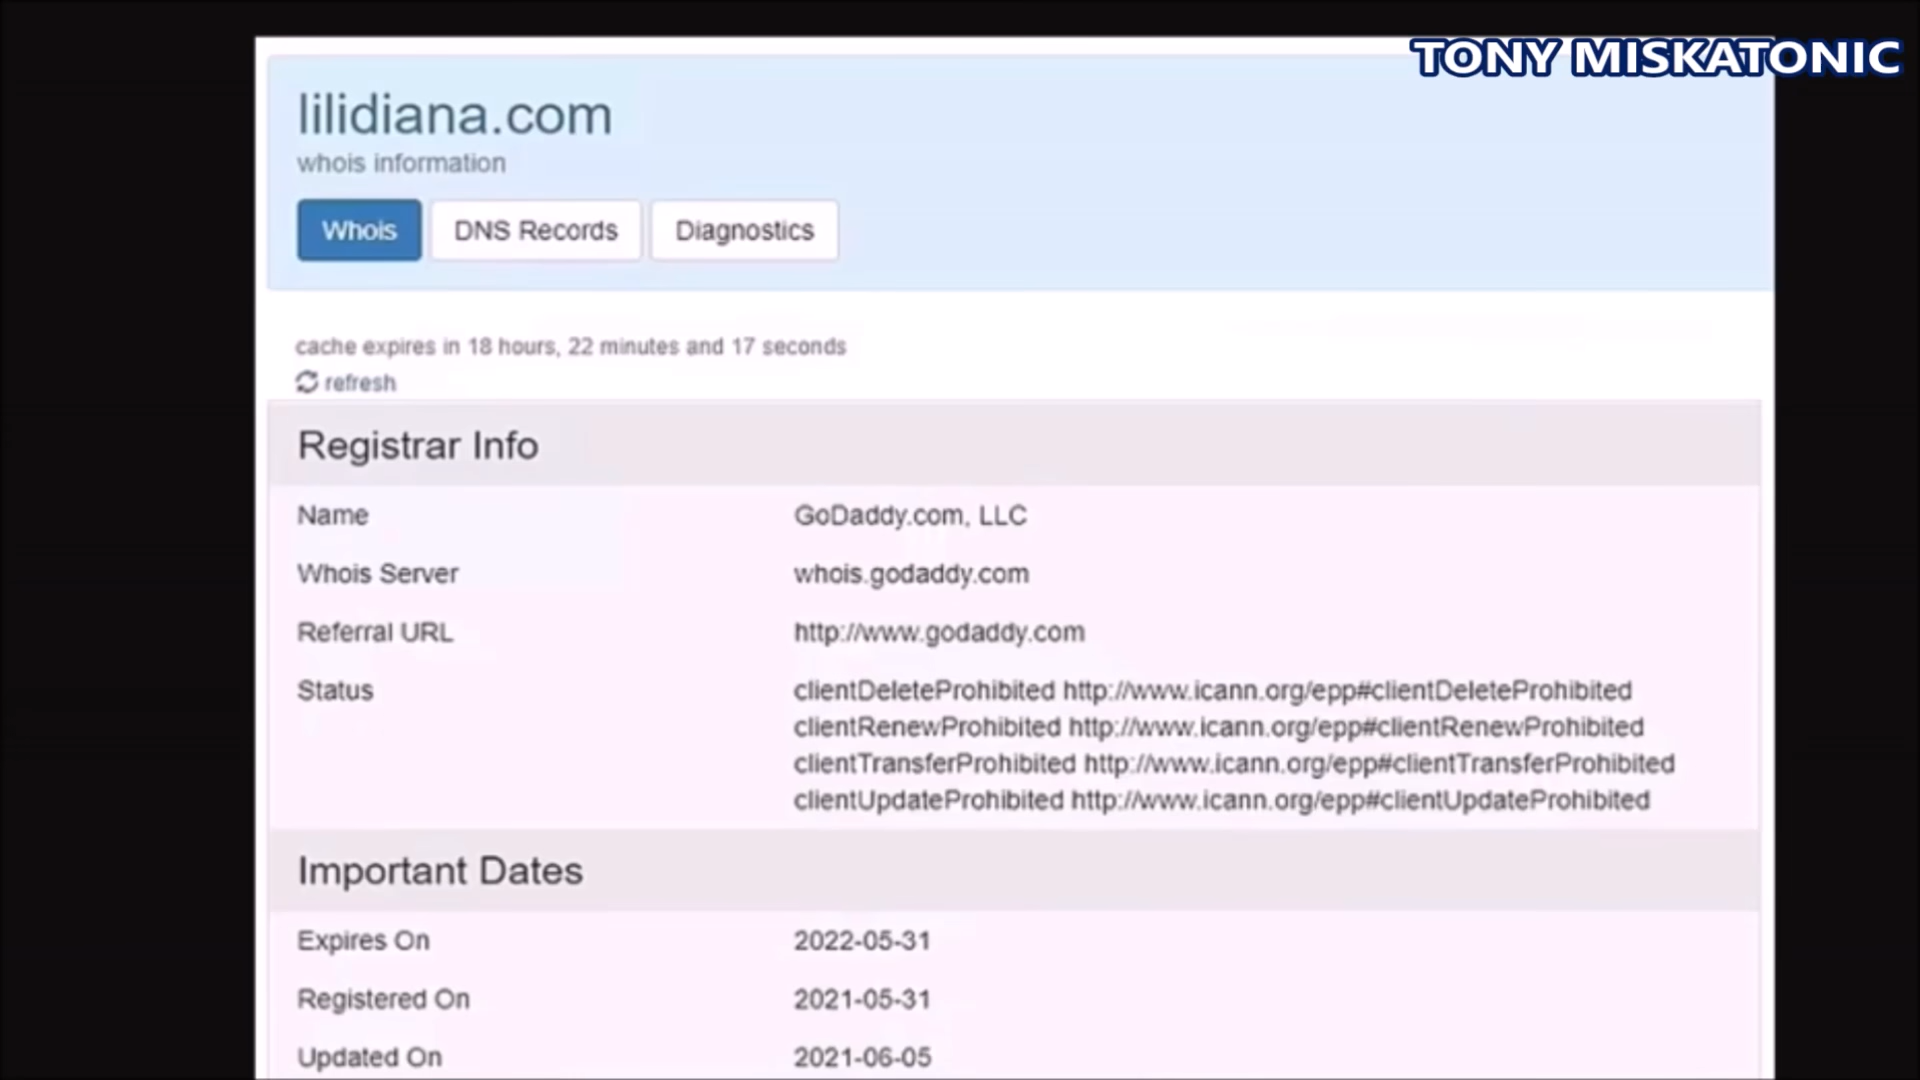 TONY MISKATONIC
lilidiana.com
whois information
Whois DNS Records Diagnostics
cache expires in 18 hours, 22 minutes and 17 seconds
refresh
Registrar Info
Name GoDaddy.com, LLC
Whois Server whois.godaddy.com
Referral URL http://www.godaddy.com
Status clientDeleteProhibited http://www.icann.org/epp#clientDeleteProhibited
clientRenewProhibited http://www.icann.org/epp#clientRenewProhibited
clientTransferProhibited http://www.icann.org/epp#clientTransferProhibited
clientUpdateProhibited http://www.icann.org/epp#clientUpdateProhibited
Important Dates
Expires On 2022-05-31
Registered On 2021-05-31
Updated On 2021-06-05